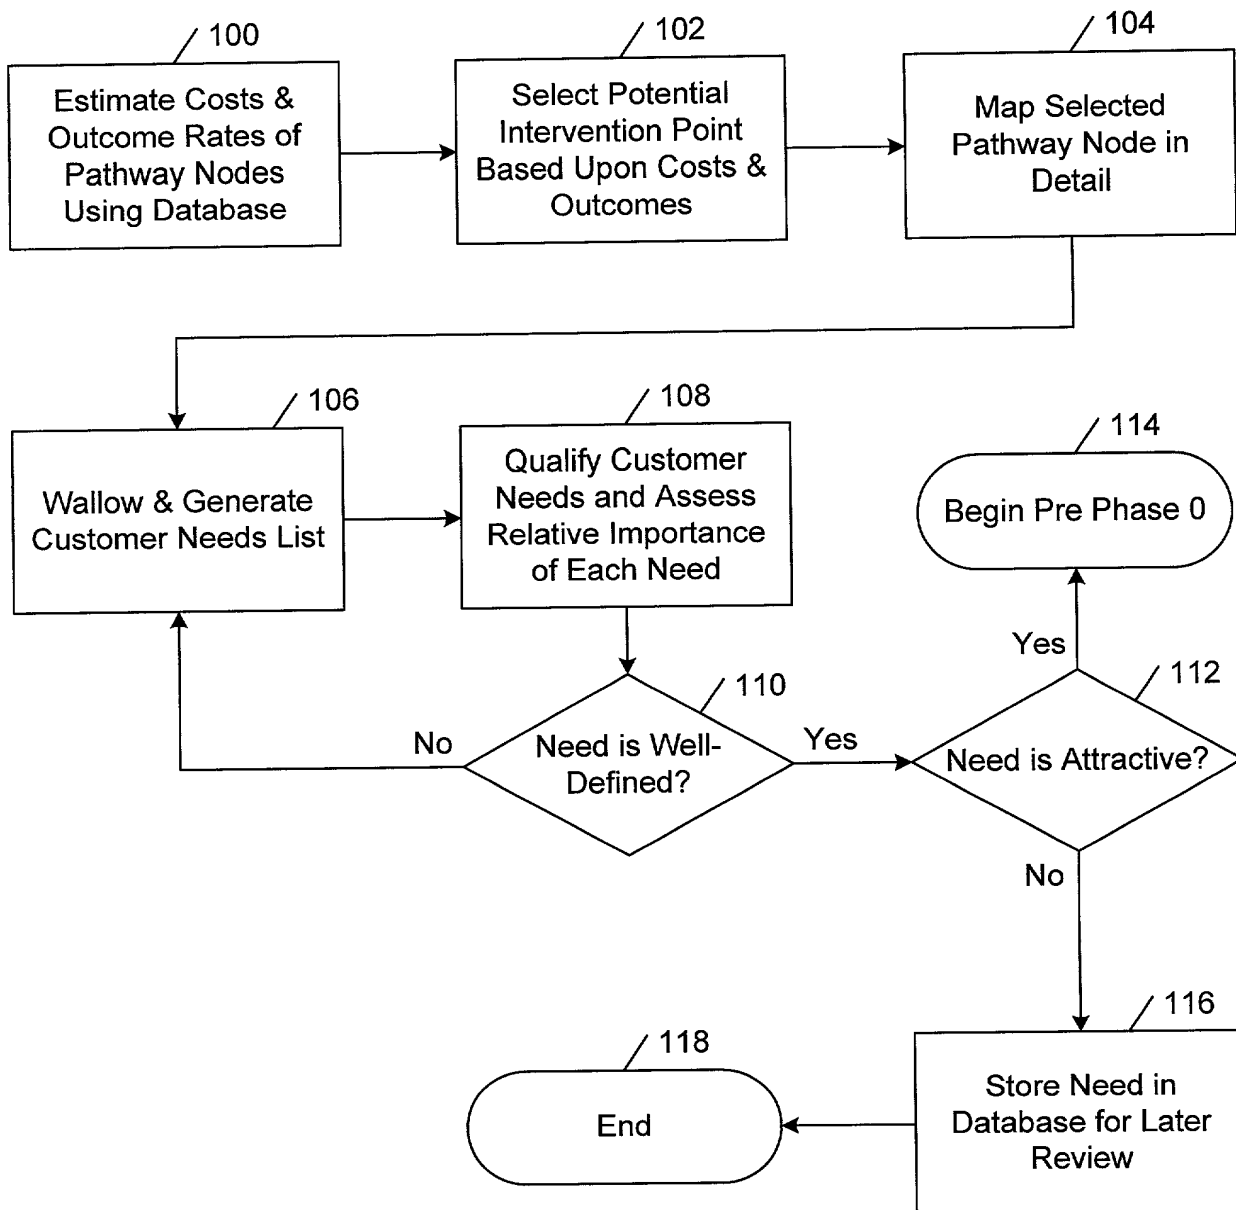 100
Estimate Costs &
Outcome Rates of
Pathway Nodes
Using Database
102
Select Potential
Intervention Point
Based Upon Costs &
Outcomes
104
Map Selected
Pathway Node in
Detail
106
Wallow & Generate
Customer Needs List
108
Qualify Customer
Needs and Assess
Relative Importance
of Each Need
110
Need is Well-
Defined?
No
Yes
112
Need is Attractive?
Yes
114
Begin Pre Phase 0
No
116
Store Need in
Database for Later
Review
118
End